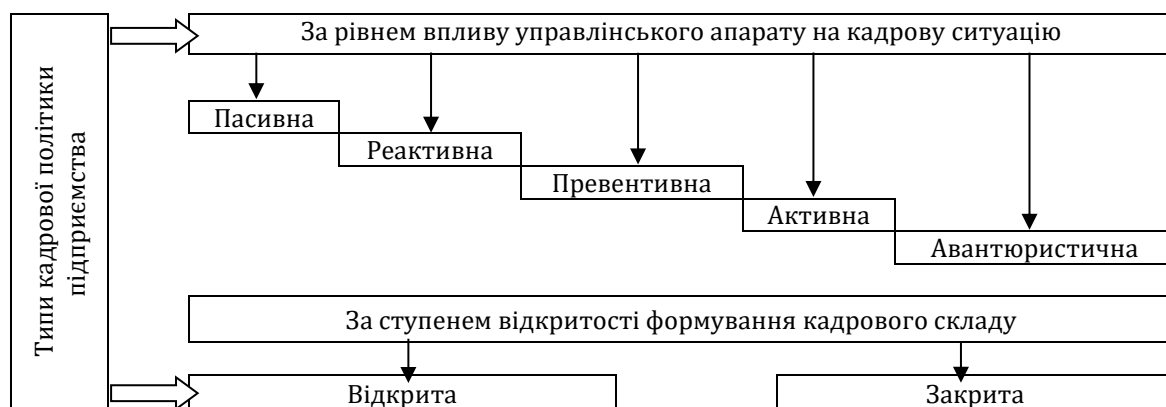 Типи кадрової політики
підприємства
За рівнем впливу управлінського апарату на кадрову ситуацію
Пасивна
Реактивна
Превентивна
Активна
Авантюристична
За ступенем відкритості формування кадрового складу
Відкрита
Закрита